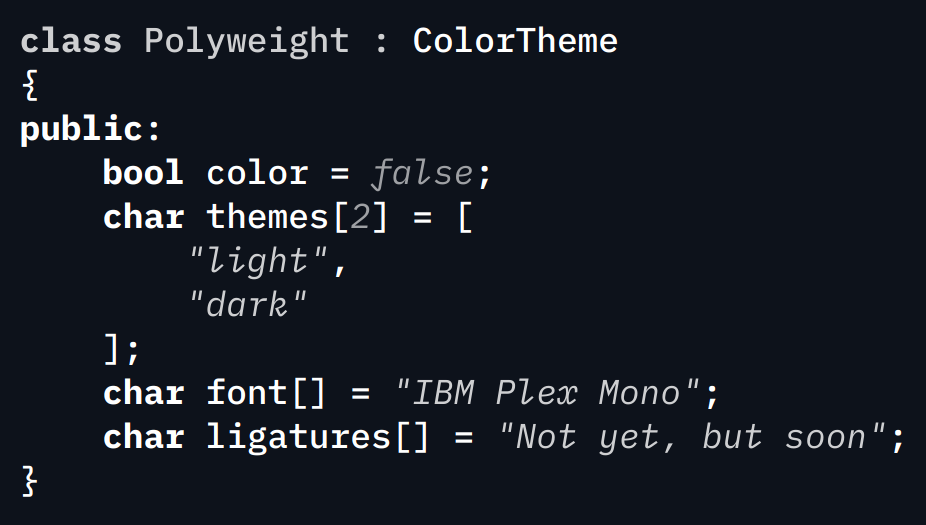 class Polyweight : ColorTheme
{
public:
    bool color = false;
    char themes[2] = [
        "light",
        "dark"
    ];
    char font[] = "IBM Plex Mono";
    char ligatures[] = "Not yet, but soon";
}